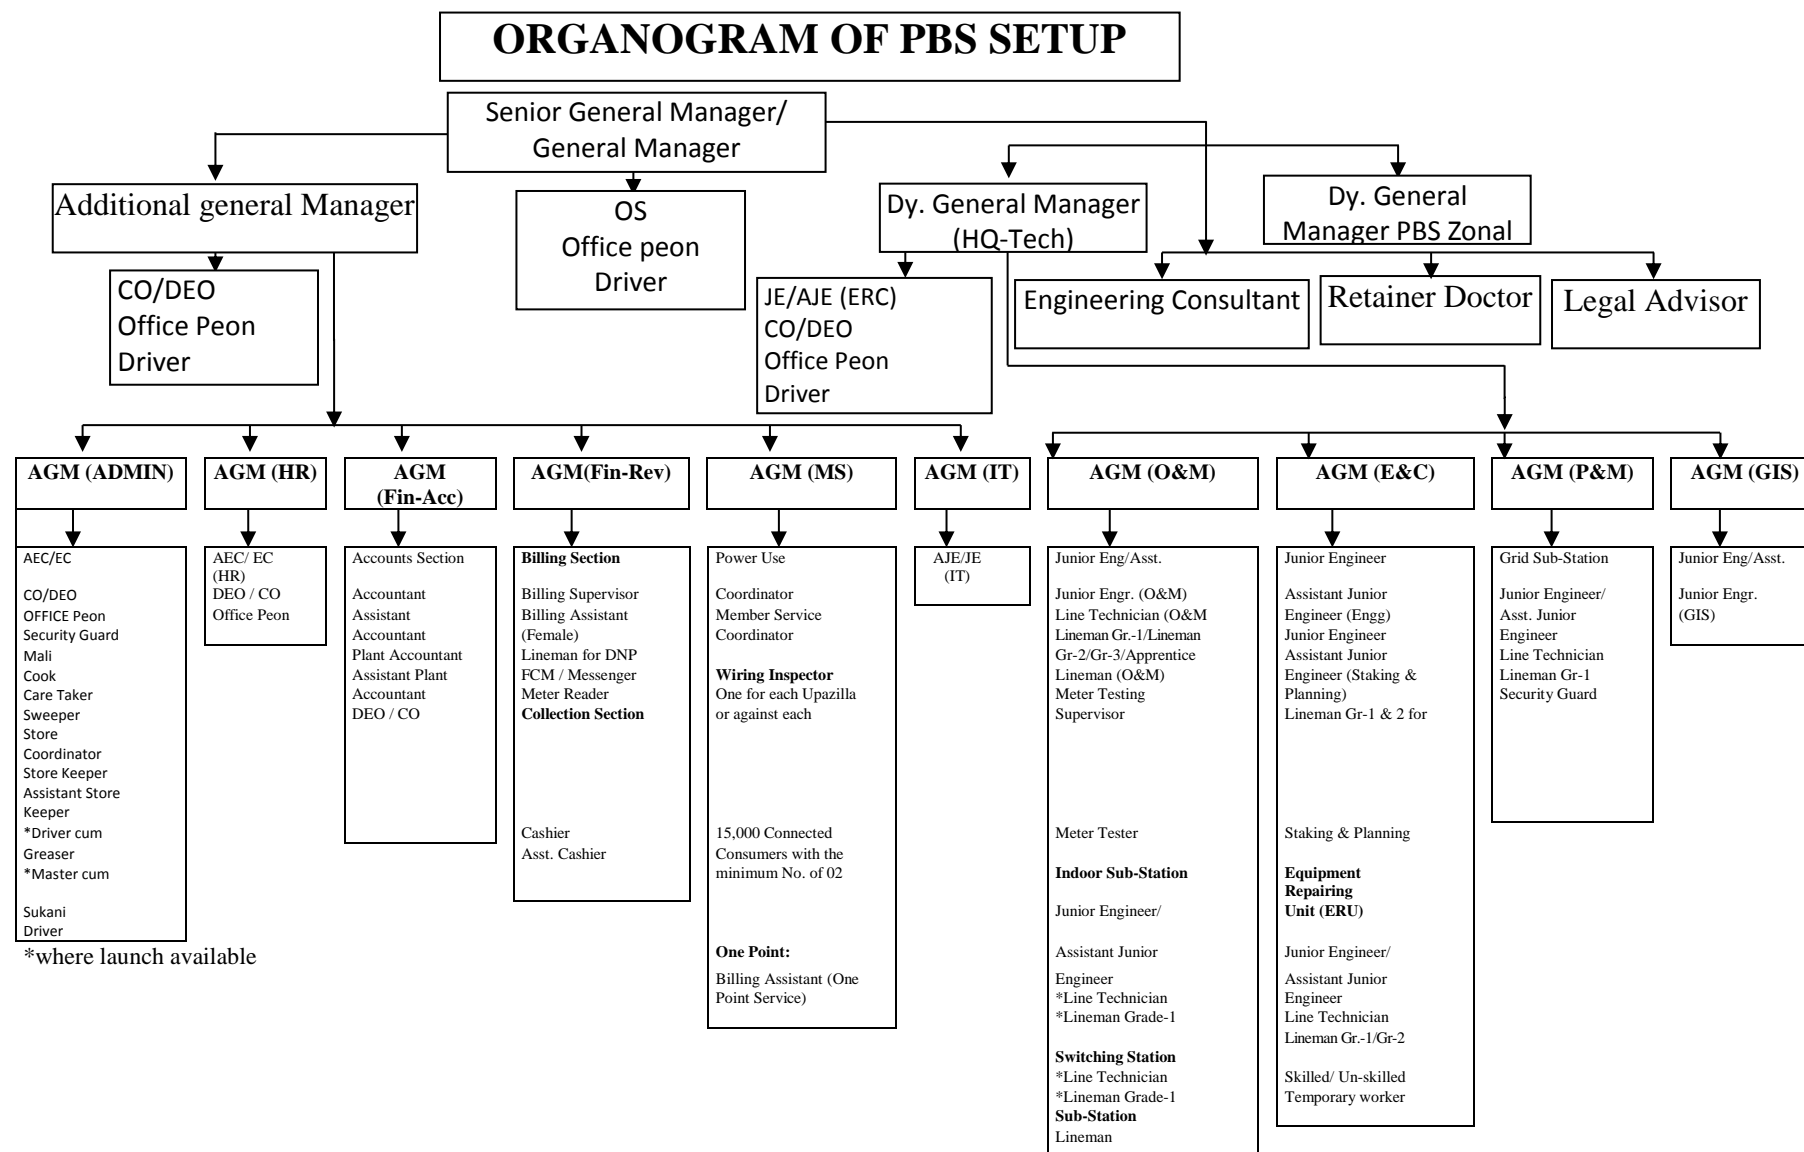 ORGANOGRAM OF PBS SETUP
Senior General Manager/
General Manager
Additional general Manager
OS
Office peon
Driver
Dy. General Manager
(HQ-Tech)
Dy. General
Manager PBS Zonal
CO/DEO
Office Peon
Driver
JE/AJE (ERC)
CO/DEO
Office Peon
Driver
Engineering Consultant
Retainer Doctor
Legal Advisor
AGM (ADMIN)
AGM (HR)
AGM
(Fin-Acc)
AGM(Fin-Rev)
AGM (MS)
AGM (IT)
AGM (O&M)
AGM (E&C)
AGM (P&M)
AGM (GIS)
AEC/EC
CO/DEO
OFFICE Peon
Security Guard
Mali
Cook
Care Taker
Sweeper
Store
Coordinator
Store Keeper
Assistant Store
Keeper
*Driver cum
Greaser
*Master cum
Sukani
Driver
*where launch available
AEC/ EC
(HR)
DEO / CO
Office Peon
Accounts Section
Accountant
Assistant
Accountant
Plant Accountant
Assistant Plant
Accountant
DEO / CO
Billing Section
Billing Supervisor
Billing Assistant
(Female)
Lineman for DNP
FCM / Messenger
Meter Reader
Collection Section
Cashier
Asst. Cashier
Power Use
Coordinator
Member Service
Coordinator
Wiring Inspector
One for each Upazilla
or against each
15,000 Connected
Consumers with the
minimum No. of 02
One Point:
Billing Assistant (One
Point Service)
AJE/JE
(IT)
Junior Eng/Asst.
Junior Engr. (O&M)
Line Technician (O&M
Lineman Gr.-1/Lineman
Gr-2/Gr-3/Apprentice
Lineman (O&M)
Meter Testing
Supervisor
Meter Tester
Indoor Sub-Station
Junior Engineer/
Assistant Junior
Engineer
*Line Technician
*Lineman Grade-1
Switching Station
*Line Technician
*Lineman Grade-1
Sub-Station
Lineman
Junior Engineer
Assistant Junior
Engineer (Engg)
Junior Engineer
Assistant Junior
Engineer (Staking &
Planning)
Lineman Gr-1 & 2 for
Staking & Planning
Equipment
Repairing
Unit (ERU)
Junior Engineer/
Assistant Junior
Engineer
Line Technician
Lineman Gr.-1/Gr-2
Skilled/ Un-skilled
Temporary worker
Grid Sub-Station
Junior Engineer/
Asst. Junior
Engineer
Line Technician
Lineman Gr-1
Security Guard
Junior Eng/Asst.
Junior Engr.
(GIS)